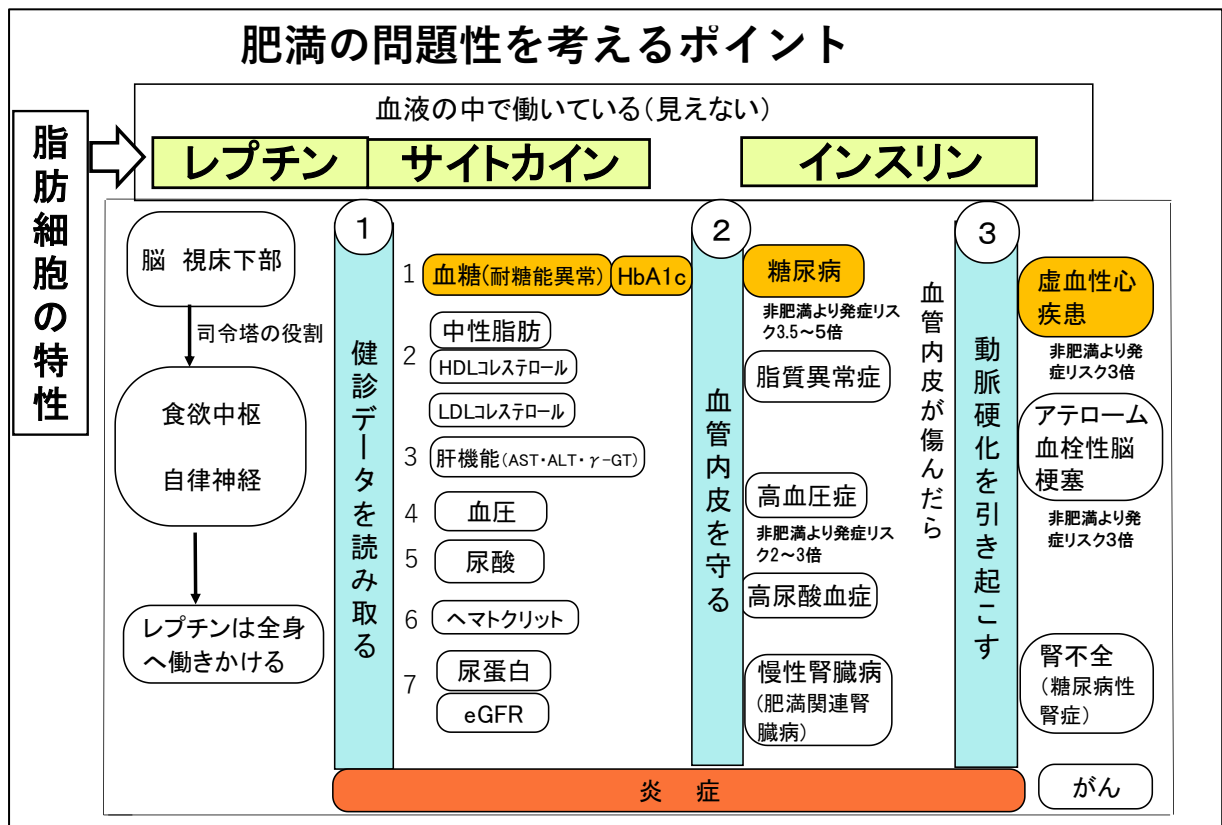 肥満の問題性を考えるポイント
脂肪細胞の特性
血液の中で働いている(見えない)
レプチン
サイトカイン
インスリン
脳 視床下部
司令塔の役割
食欲中枢
自律神経
レプチンは全身
へ働きかける
1
健診データを読み取る
1 血糖(耐糖能異常) HbA1c
2 中性脂肪
HDLコレステロール
LDLコレステロール
3 肝機能(AST・ALT・γ-GT)
4 血圧
5 尿酸
6 ヘマトクリット
7 尿蛋白
eGFR
2
血管内皮を守る
糖尿病
非肥満より発症リス
ク3.5~5倍
脂質異常症
高血圧症
非肥満より発症リス
ク2~3倍
高尿酸血症
慢性腎臓病
(肥満関連腎
臓病)
血管内皮が傷んだら
3
動脈硬化を引き起こす
虚血性心
疾患
非肥満より発
症リスク3倍
アテローム
血栓性脳
梗塞
非肥満より発
症リスク3倍
腎不全
(糖尿病性
腎症)
炎 症
がん